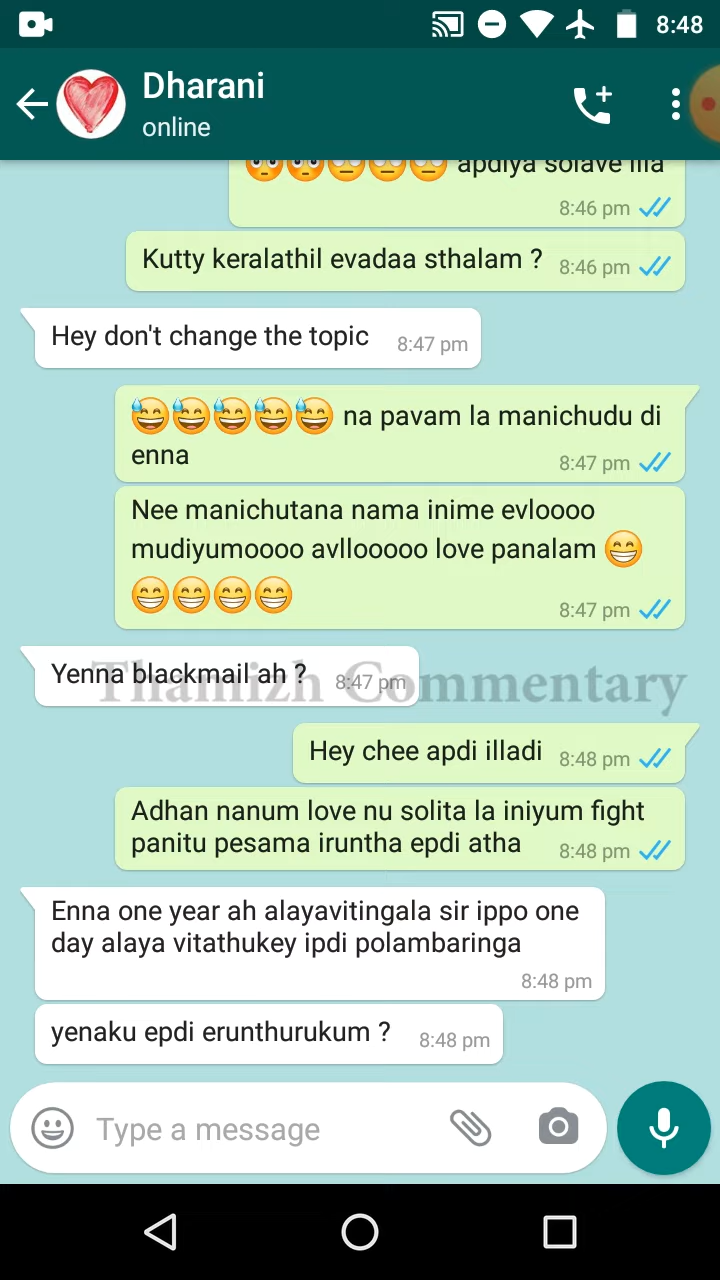 8:48
Dharani
online
apdiya solave illa
8:46 pm
Kutty keralathil evadaa sthalam ? 8:46 pm
Hey don't change the topic 8:47 pm
😅😅😅😅😅 na pavam la manichudu di
enna 8:47 pm
Nee manichutana nama inime evloooo
mudiyumoooo avllooooo love panalam 😁
😁😁😁😁 8:47 pm
Yenna blackmail ah ? 8:47 pm
Thamizh Commentary
Hey chee apdi illadi 8:48 pm
Adhan nanum love nu solita la iniyum fight
panitu pesama iruntha epdi atha 8:48 pm
Enna one year ah alayavitingala sir ippo one
day alaya vitathukey ipdi polambaringa
8:48 pm
yenaku epdi erunthurukum ? 8:48 pm
Type a message